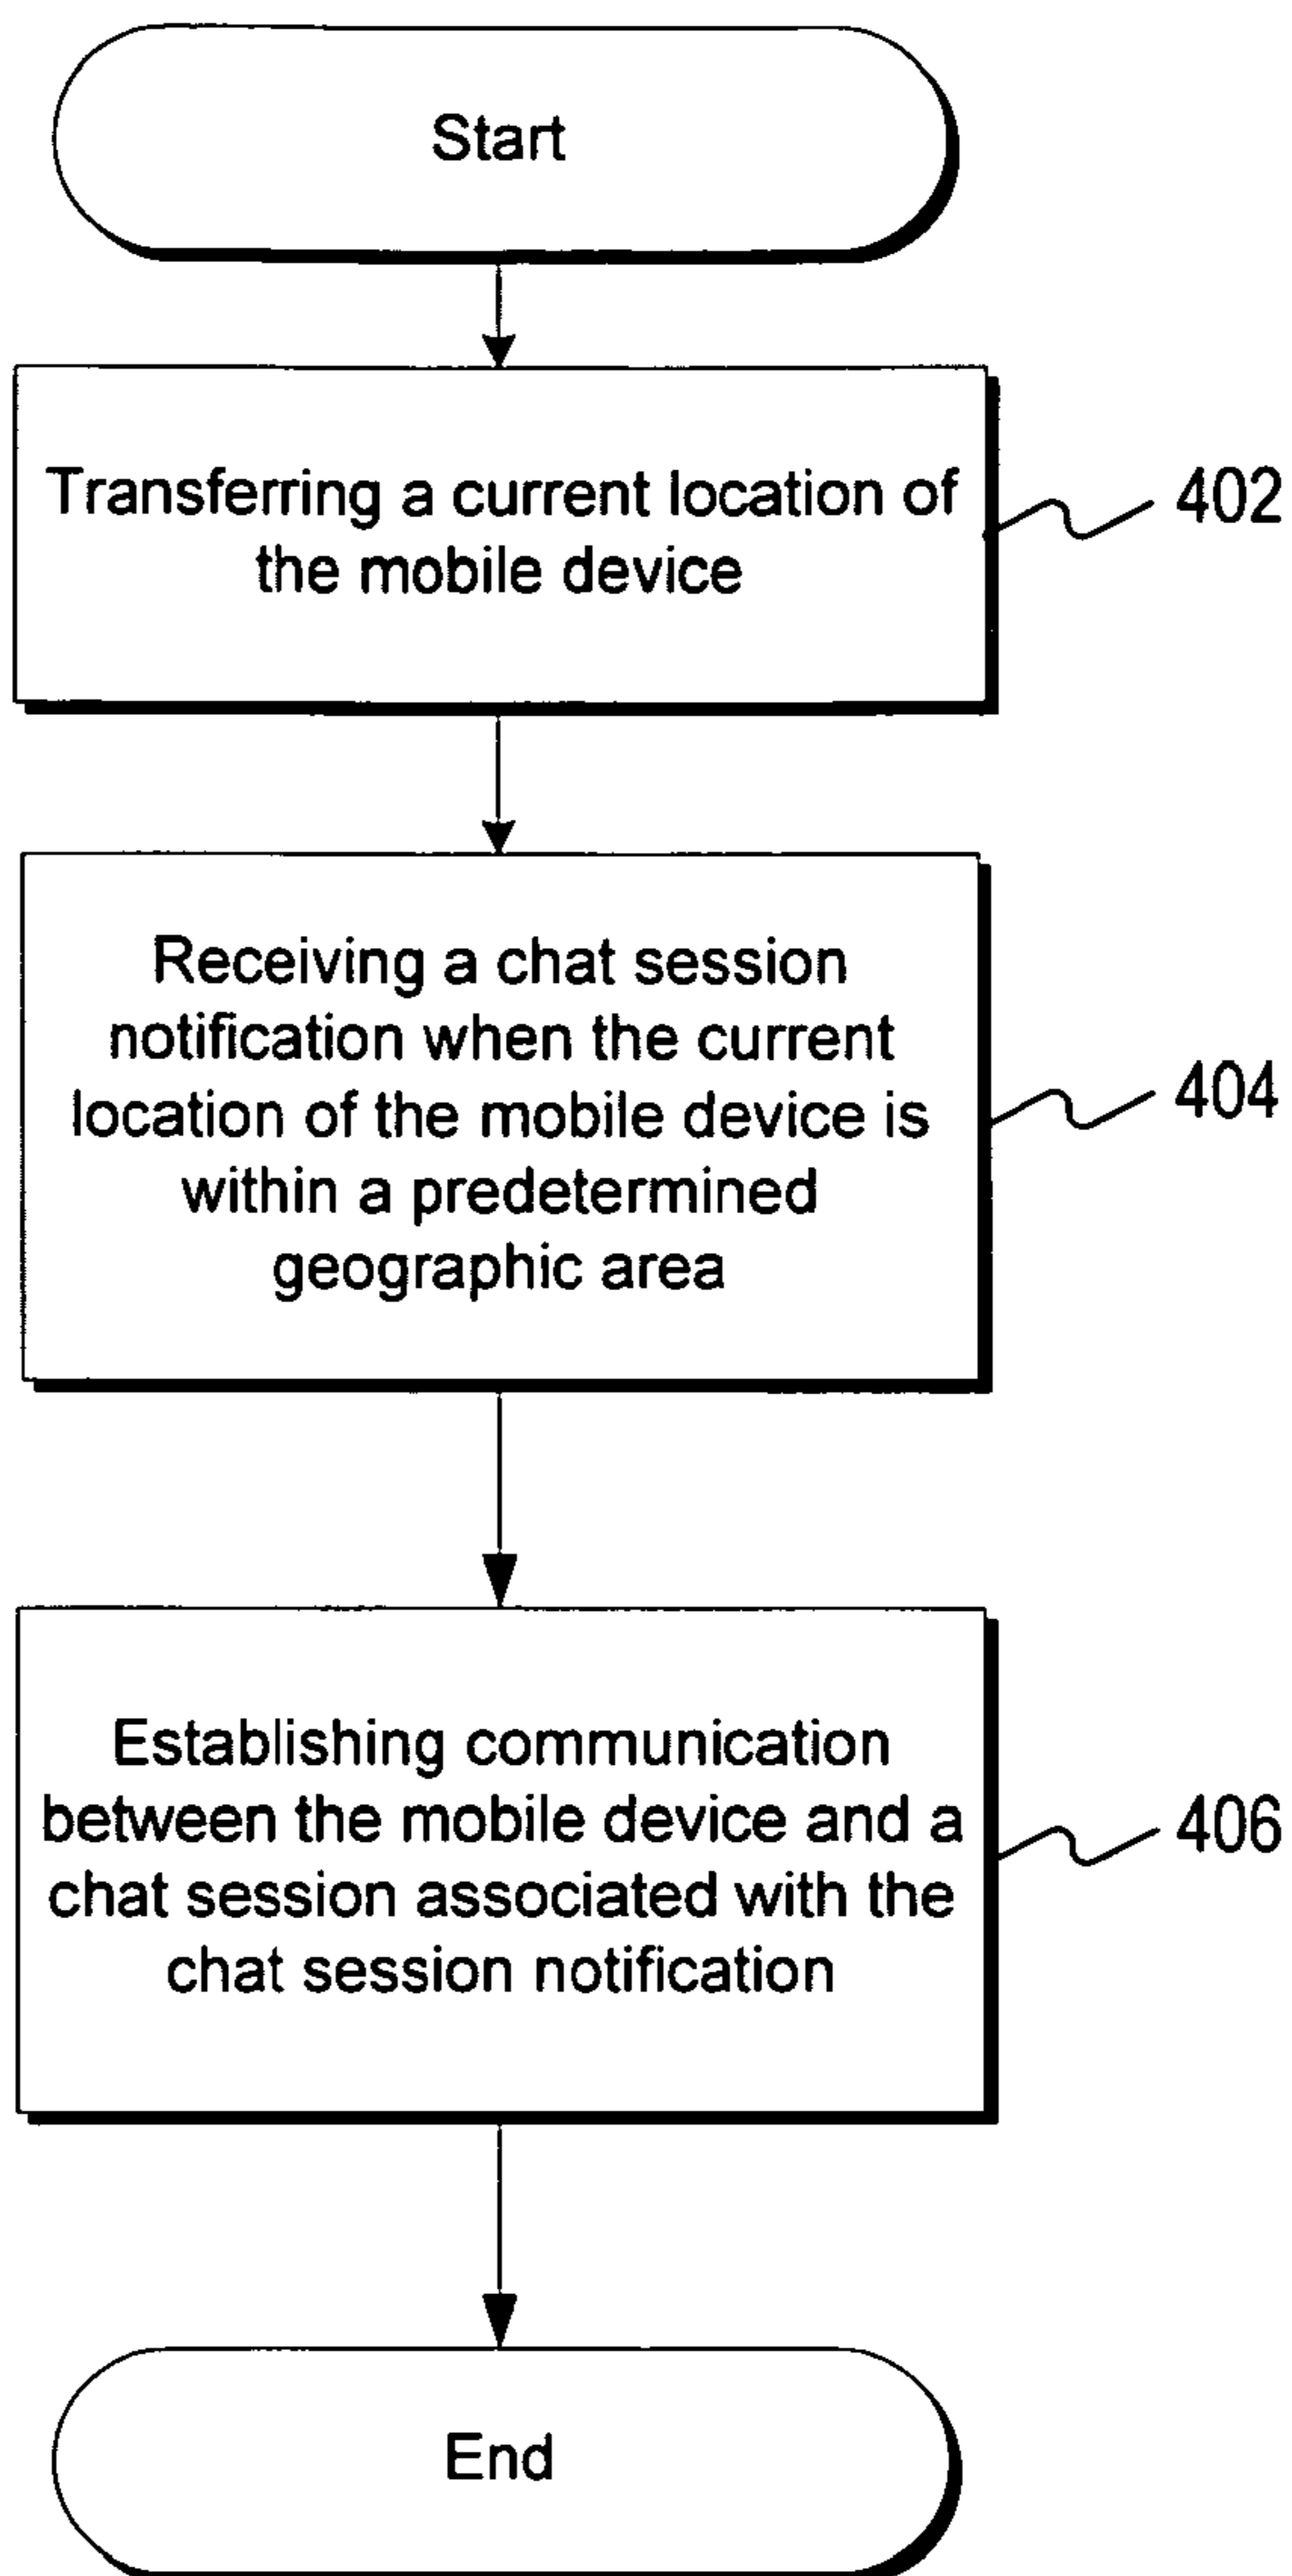 Start
Transferring a current location of
the mobile device
402
Receiving a chat session
notification when the current
location of the mobile device is
within a predetermined
geographic area
404
Establishing communication
between the mobile device and a
chat session associated with the
chat session notification
406
End